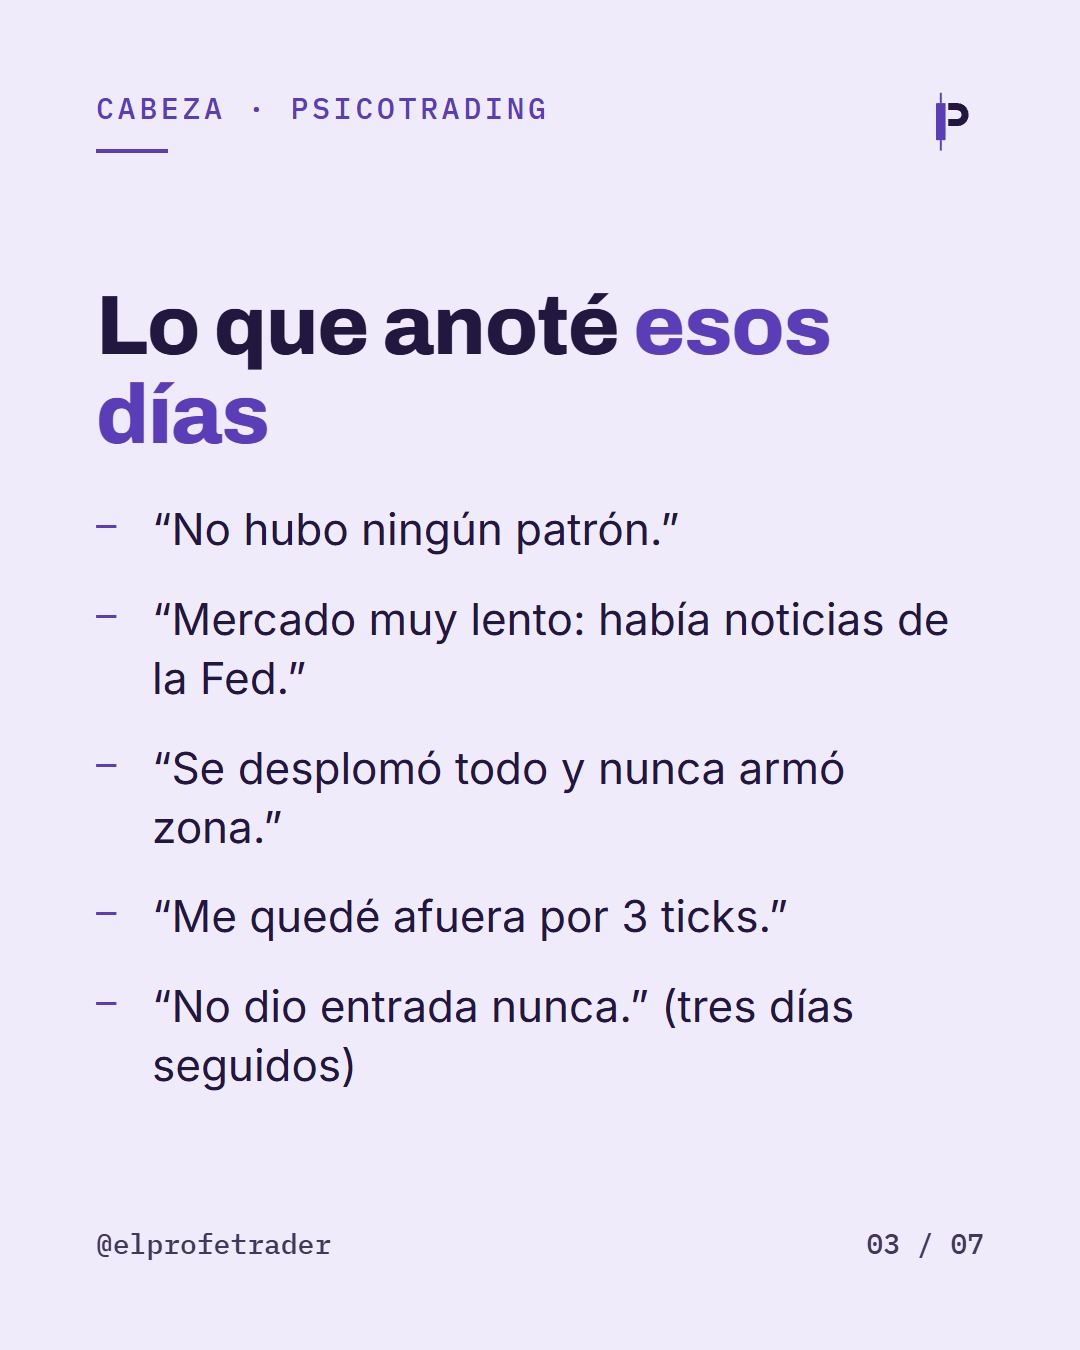 CABEZA · PSICOTRADING
Lo que anoté esos
días
– “No hubo ningún patrón.”
– “Mercado muy lento: había noticias de
la Fed.”
– “Se desplomó todo y nunca armó
zona.”
– “Me quedé afuera por 3 ticks.”
– “No dio entrada nunca.” (tres días
seguidos)
@elprofetrader
03 / 07